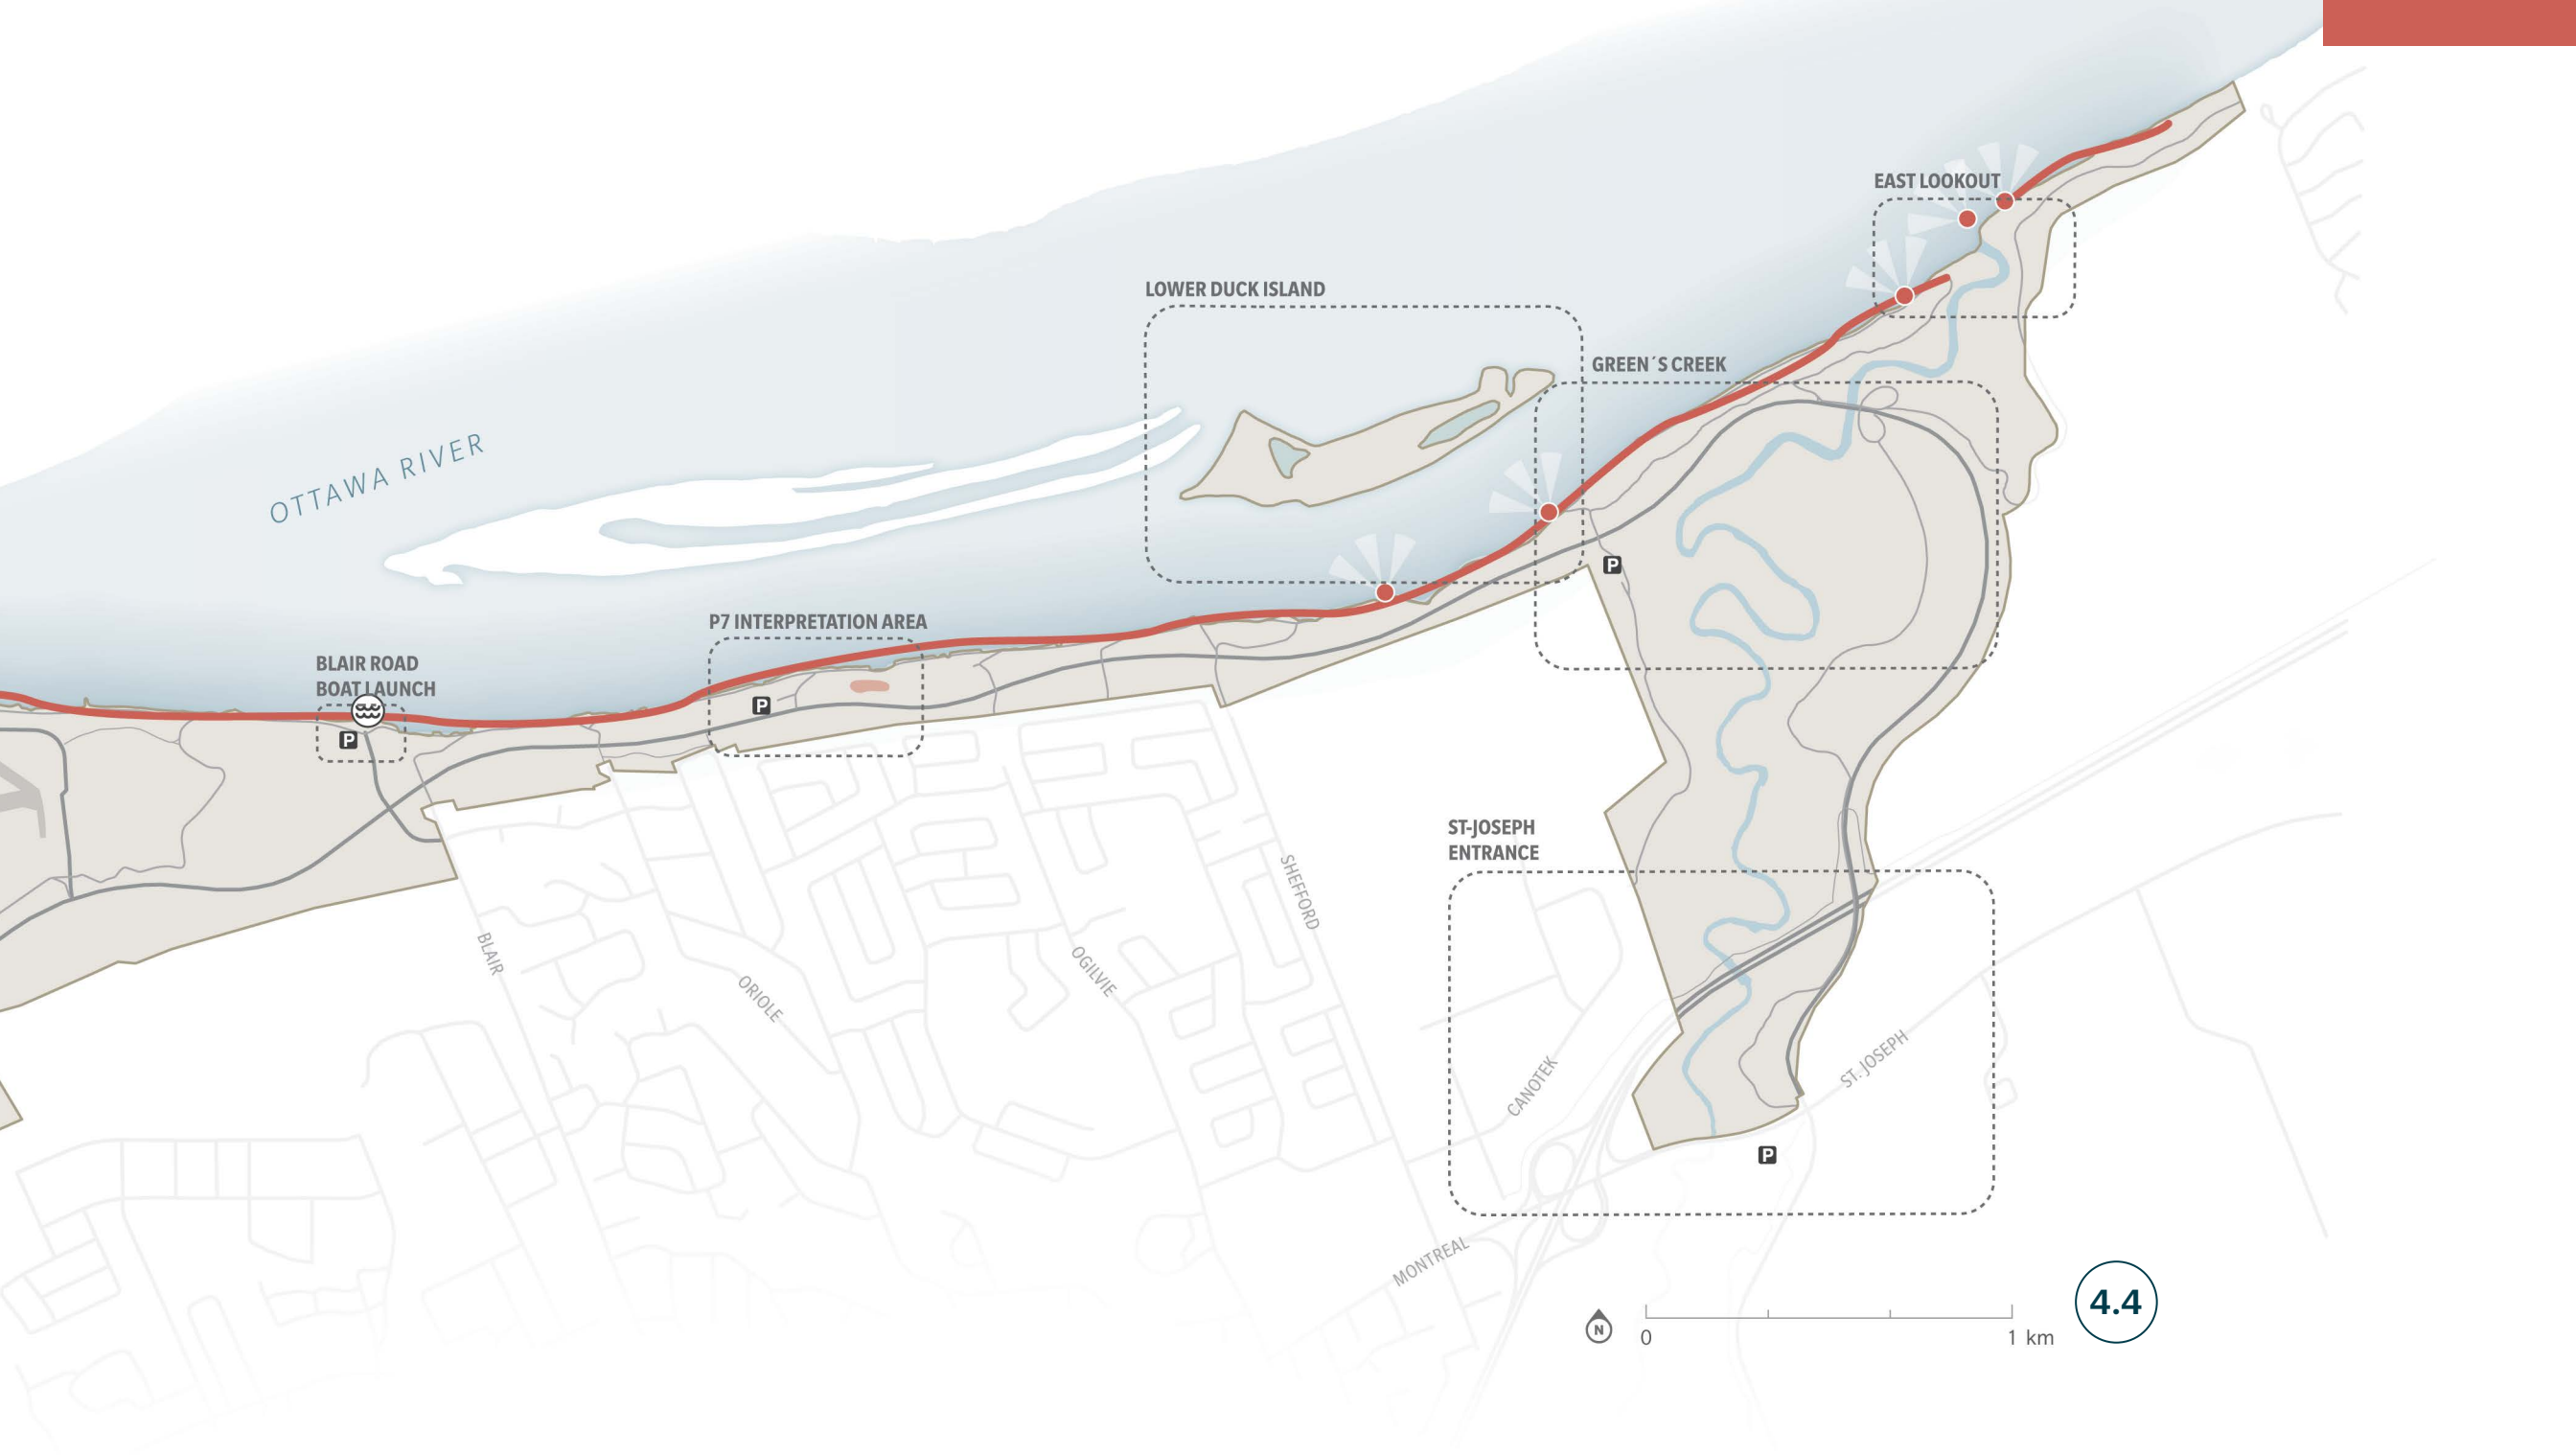 EAST LOOKOUT
LOWER DUCK ISLAND
GREEN´S CREEK
OTTAWA RIVER
P
P7 INTERPRETATION AREA
BLAIR ROAD
BOAT LAUNCH
P
P
ST-JOSEPH
ENTRANCE
SHEFFORD
BLAIR
OGILVIE
ORIOLE
CANOTEK
ST. JOSEPH
P
MONTREAL
N
0
1 km
4.4